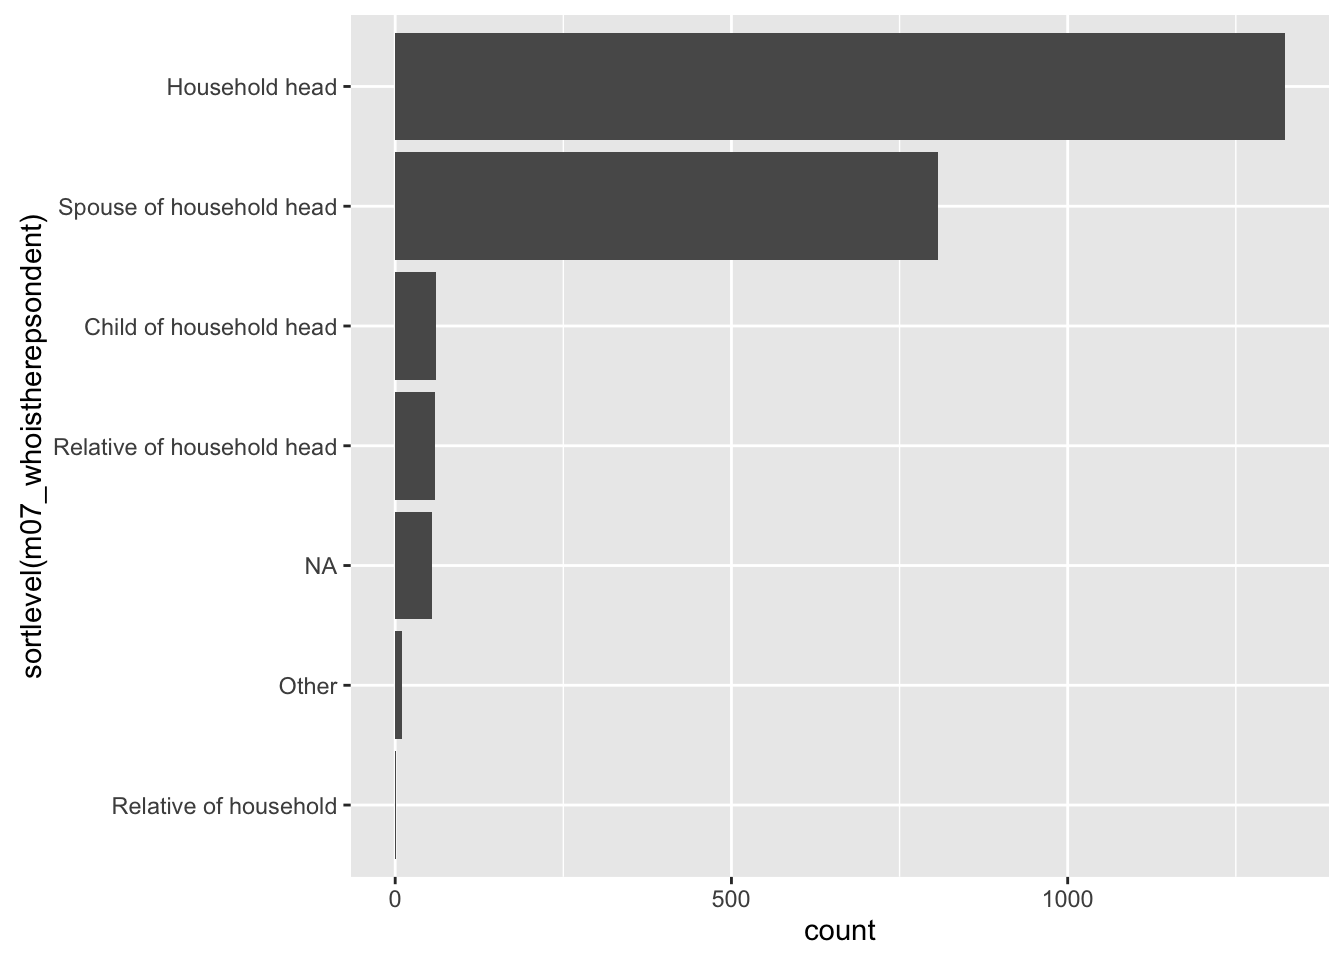 sortlevel(m07_whoistherepsondent)
Household head
Spouse of household head
Child of household head
Relative of household head
NA
Other
Relative of household
0
500
1000
count